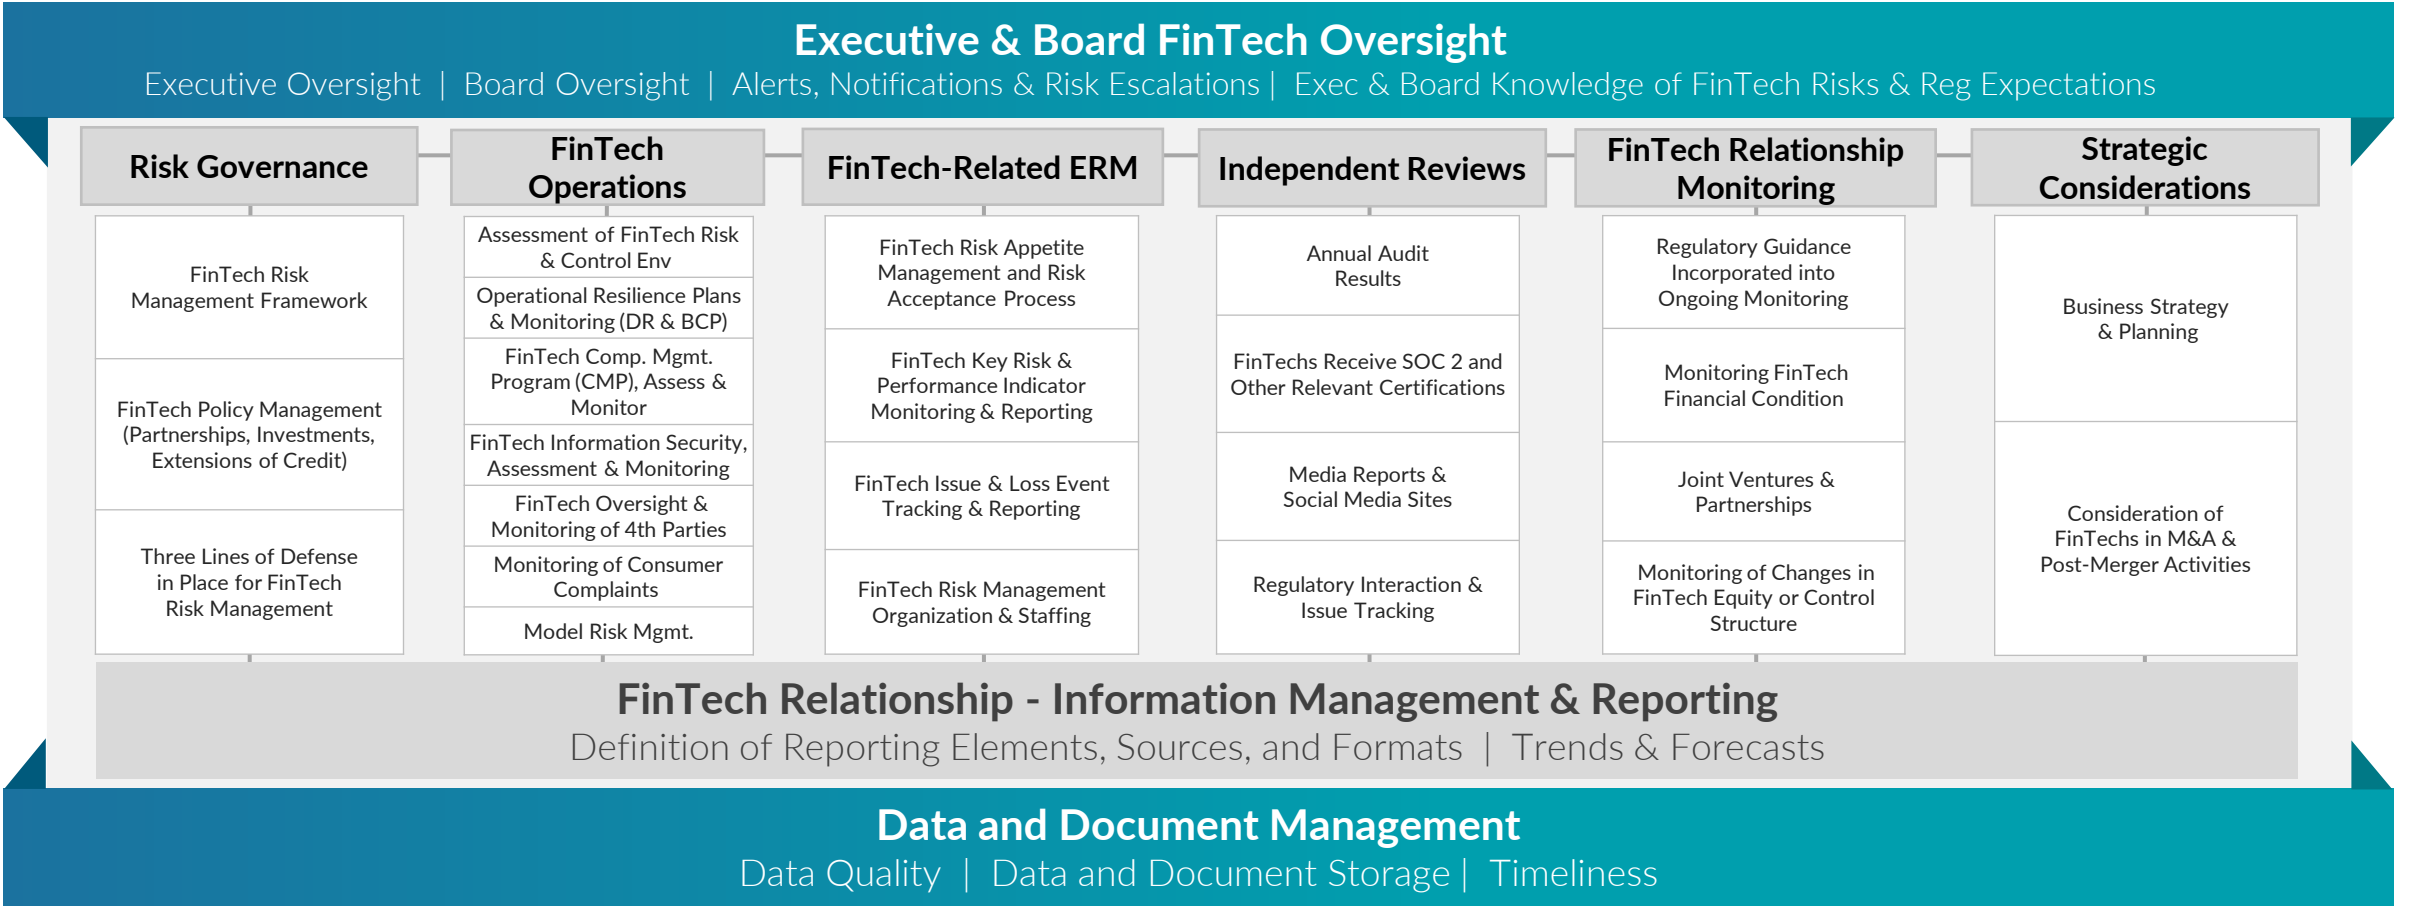 Executive & Board FinTech Oversight
Executive Oversight | Board Oversight | Alerts, Notifications & Risk Escalations | Exec & Board Knowledge of FinTech Risks & Reg Expectations
Risk Governance
FinTech Risk
Management Framework
FinTech Policy Management
(Partnerships, Investments,
Extensions of Credit)
Three Lines of Defense
in Place for FinTech
Risk Management
FinTech
Operations
Assessment of FinTech Risk
& Control Env
Operational Resilience Plans
& Monitoring (DR & BCP)
FinTech Comp. Mgmt.
Program (CMP), Assess &
Monitor
FinTech Information Security,
Assessment & Monitoring
FinTech Oversight &
Monitoring of 4th Parties
Monitoring of Consumer
Complaints
Model Risk Mgmt.
FinTech-Related ERM
FinTech Risk Appetite
Management and Risk
Acceptance Process
FinTech Key Risk &
Performance Indicator
Monitoring & Reporting
FinTech Issue & Loss Event
Tracking & Reporting
FinTech Risk Management
Organization & Staffing
Independent Reviews
Annual Audit
Results
FinTechs Receive SOC 2 and
Other Relevant Certifications
Media Reports &
Social Media Sites
Regulatory Interaction &
Issue Tracking
FinTech Relationship
Monitoring
Regulatory Guidance
Incorporated into
Ongoing Monitoring
Monitoring FinTech
Financial Condition
Joint Ventures &
Partnerships
Monitoring of Changes in
FinTech Equity or Control
Structure
Strategic
Considerations
Business Strategy
& Planning
Consideration of
FinTechs in M&A &
Post-Merger Activities
FinTech Relationship - Information Management & Reporting
Definition of Reporting Elements, Sources, and Formats | Trends & Forecasts
Data and Document Management
Data Quality | Data and Document Storage | Timeliness